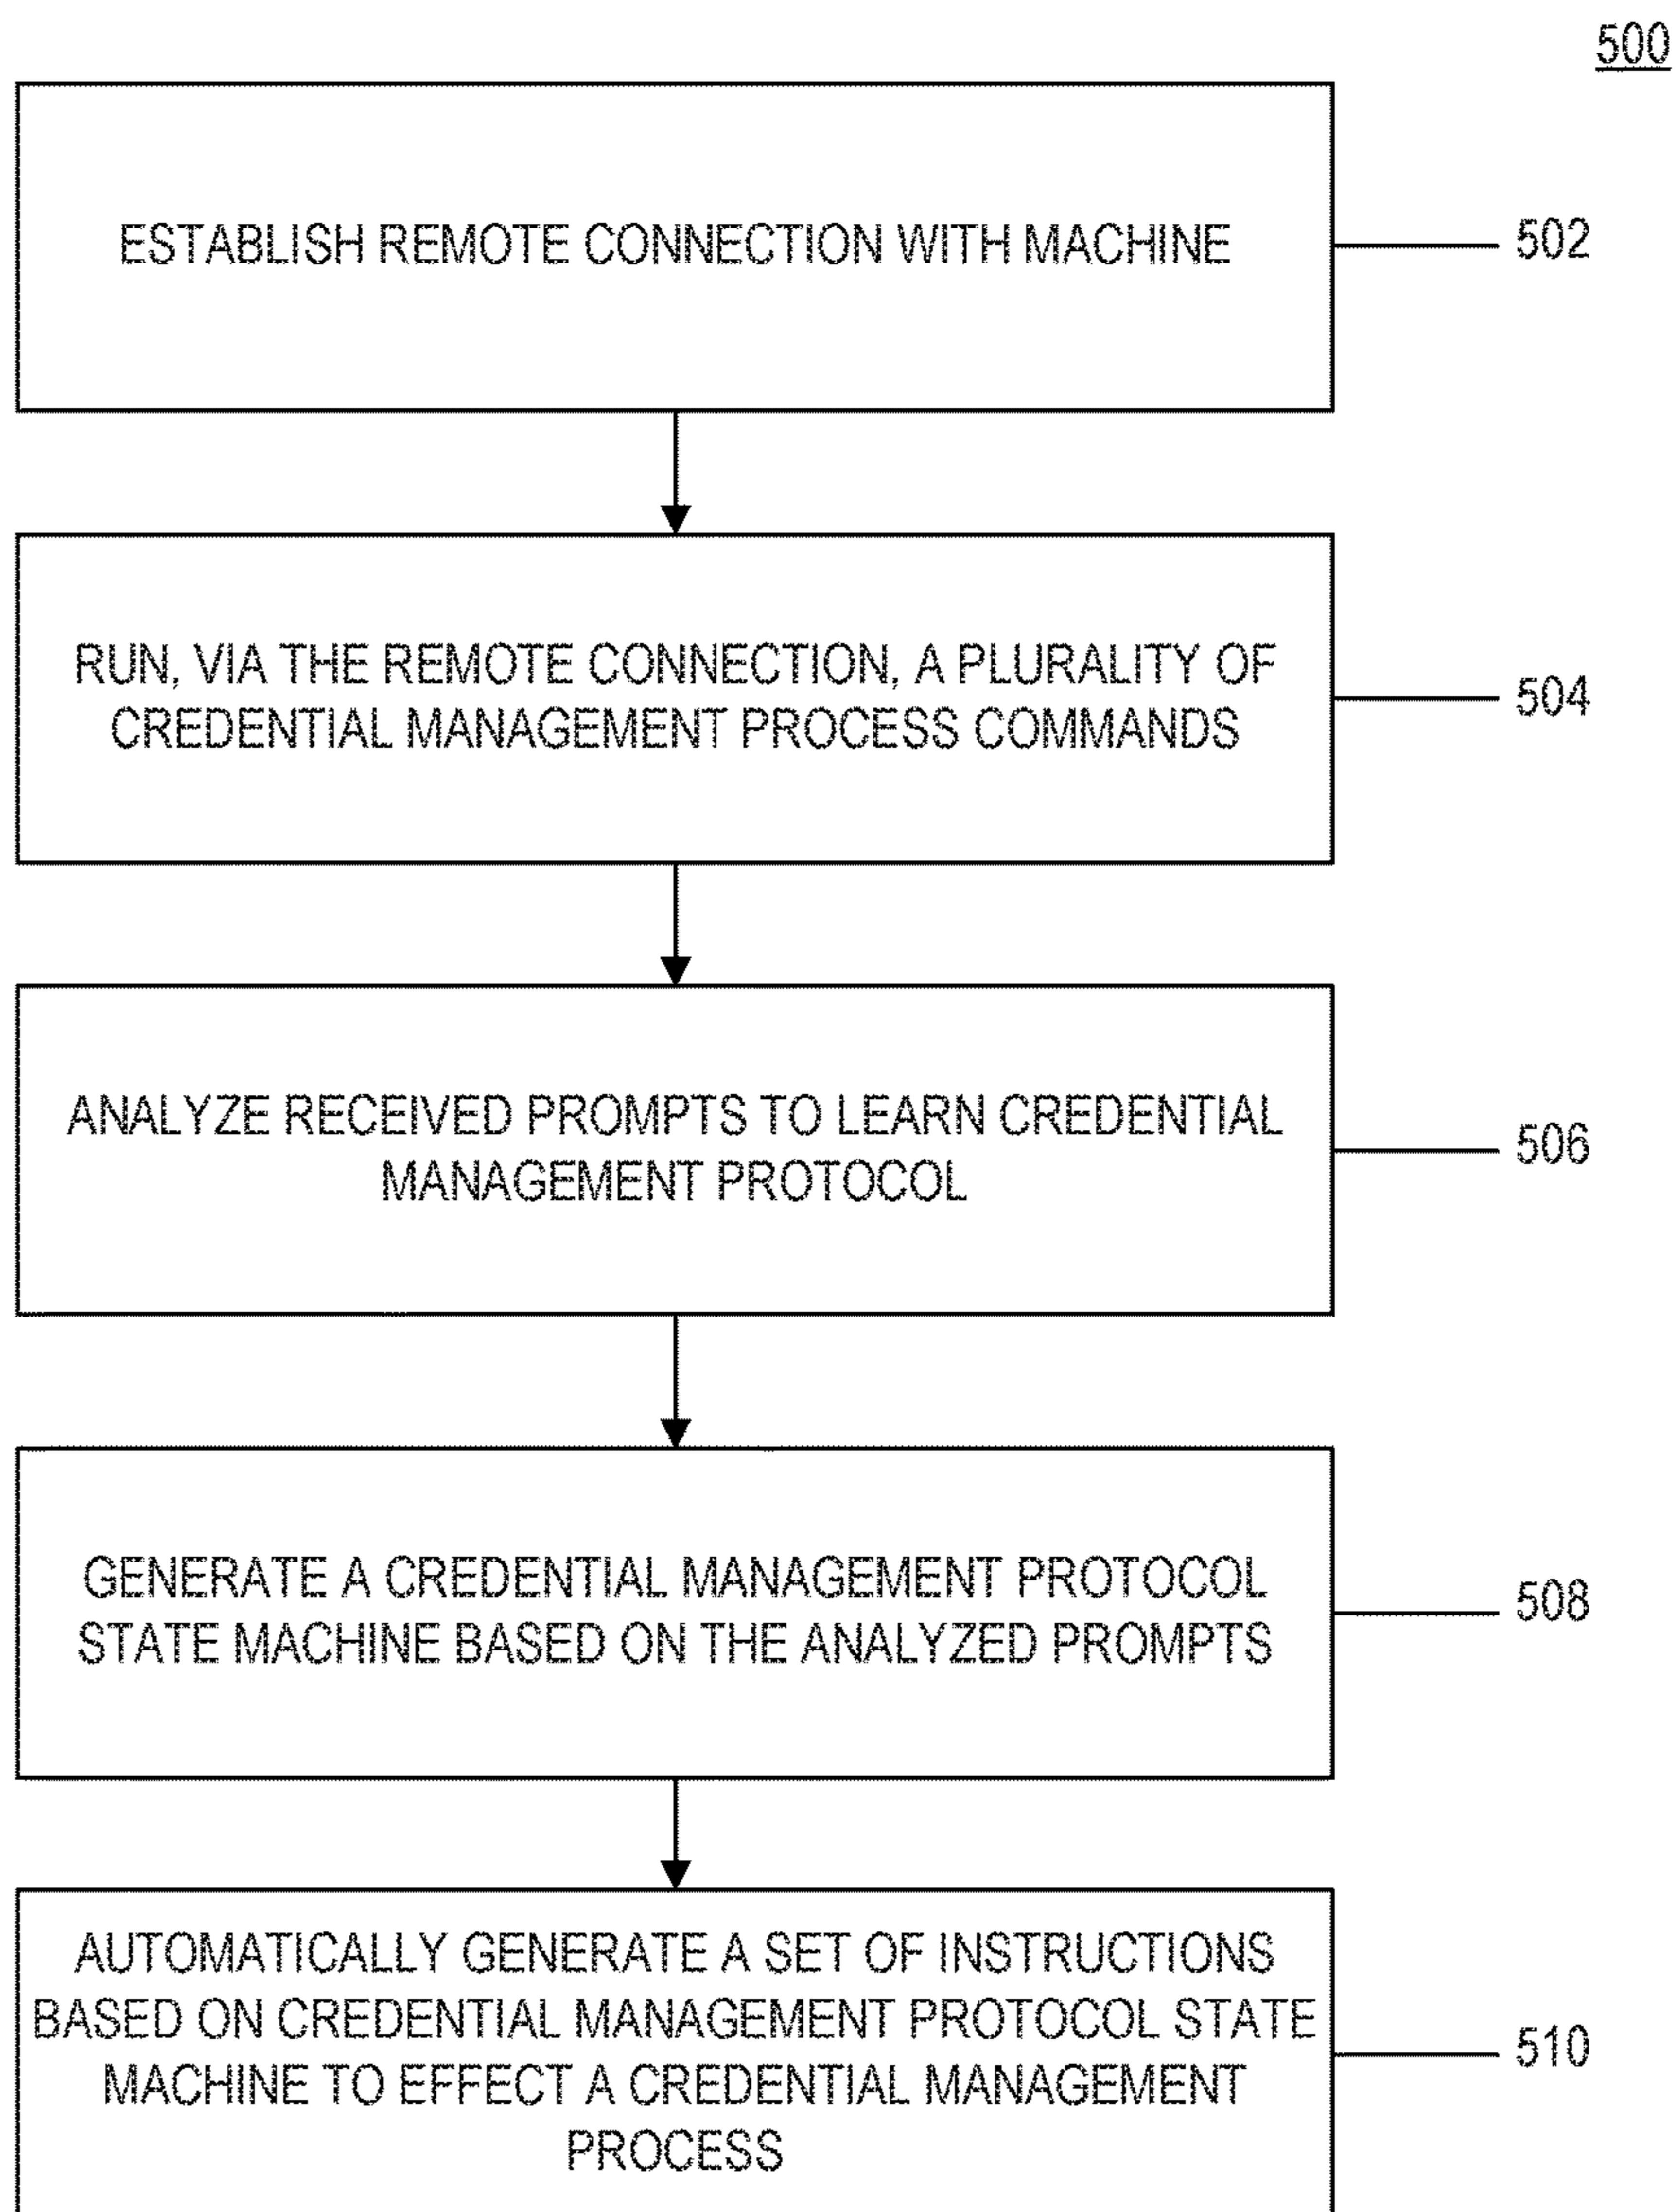 500
ESTABLISH REMOTE CONNECTION WITH MACHINE
502
RUN, VIA THE REMOTE CONNECTION, A PLURALITY OF
CREDENTIAL MANAGEMENT PROCESS COMMANDS
504
ANALYZE RECEIVED PROMPTS TO LEARN CREDENTIAL
MANAGEMENT PROTOCOL
506
GENERATE A CREDENTIAL MANAGEMENT PROTOCOL
STATE MACHINE BASED ON THE ANALYZED PROMPTS
508
AUTOMATICALLY GENERATE A SET OF INSTRUCTIONS
BASED ON CREDENTIAL MANAGEMENT PROTOCOL STATE
MACHINE TO EFFECT A CREDENTIAL MANAGEMENT
PROCESS
510